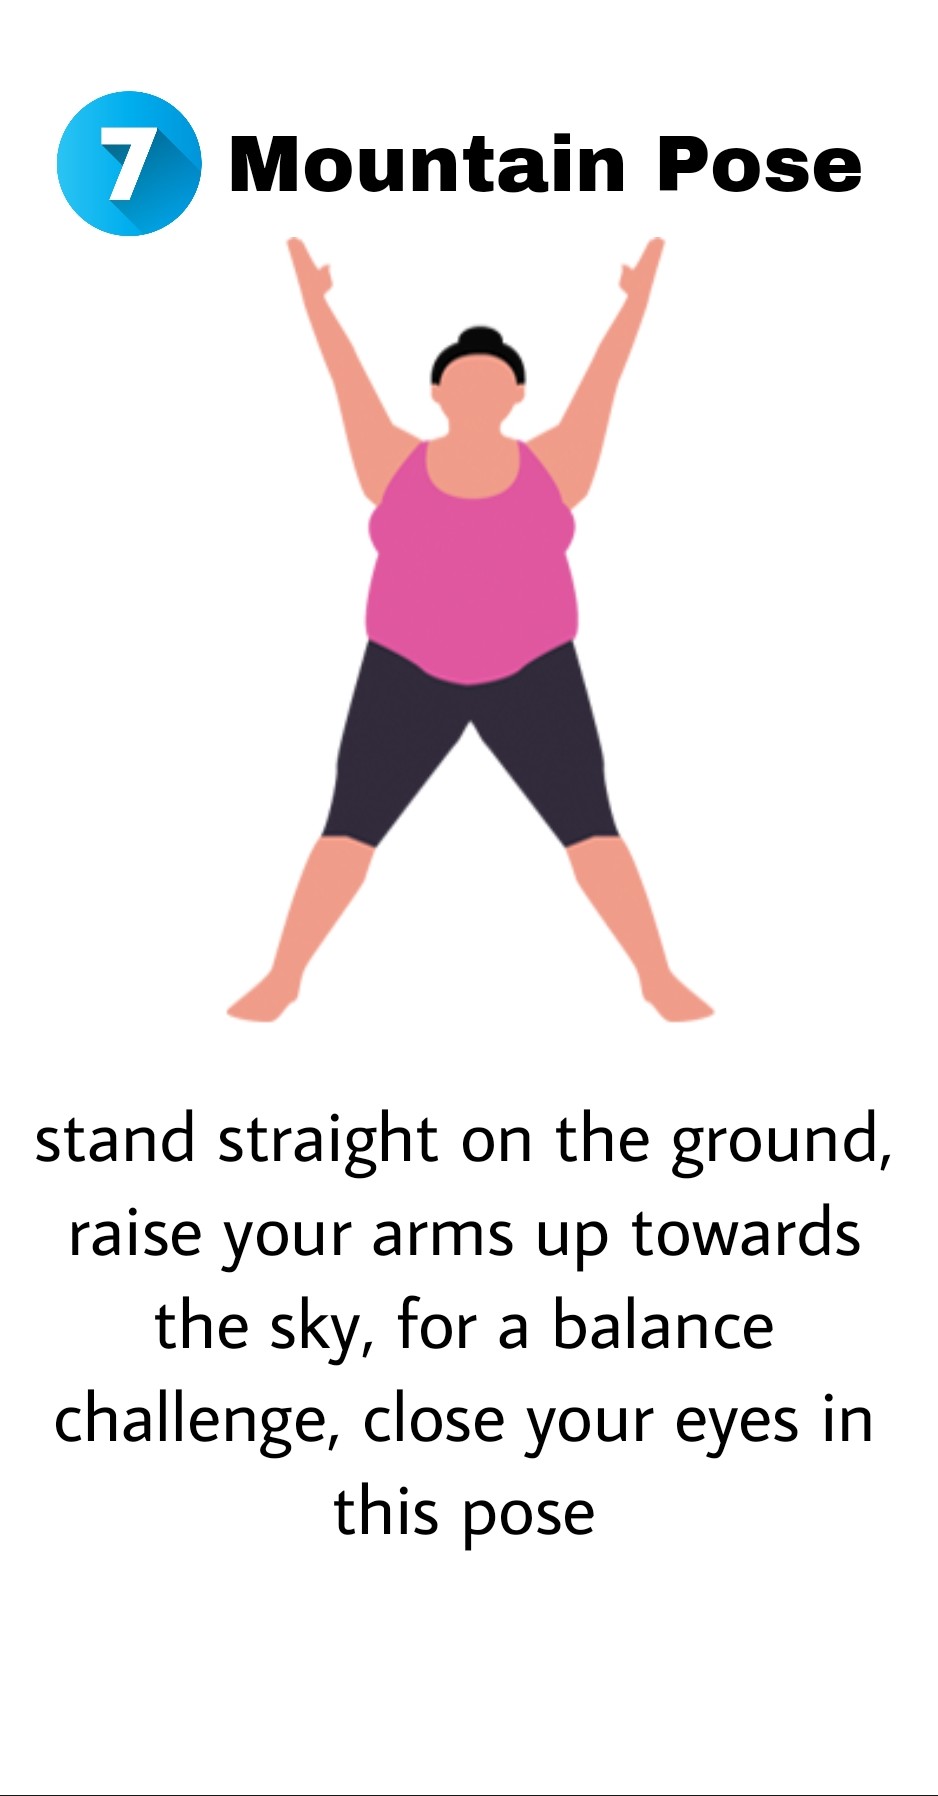 7 Mountain Pose
stand straight on the ground,
raise your arms up towards
the sky, for a balance
challenge, close your eyes in
this pose